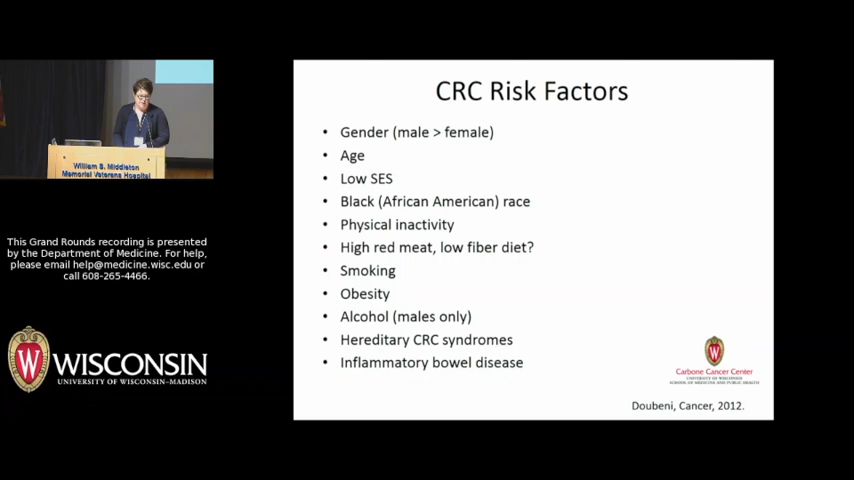 William S. Middleton
Memorial Veterans Hospital
This Grand Rounds recording is presented
by the Department of Medicine. For help,
please email help@medicine.wisc.edu or
call 608-265-4466.
W
WISCONSIN
UNIVERSITY OF WISCONSIN–MADISON
CRC Risk Factors
• Gender (male > female)
• Age
• Low SES
• Black (African American) race
• Physical inactivity
• High red meat, low fiber diet?
• Smoking
• Obesity
• Alcohol (males only)
• Hereditary CRC syndromes
• Inflammatory bowel disease
W
Carbone Cancer Center
UNIVERSITY OF WISCONSIN
SCHOOL OF MEDICINE AND PUBLIC HEALTH
Doubeni, Cancer, 2012.